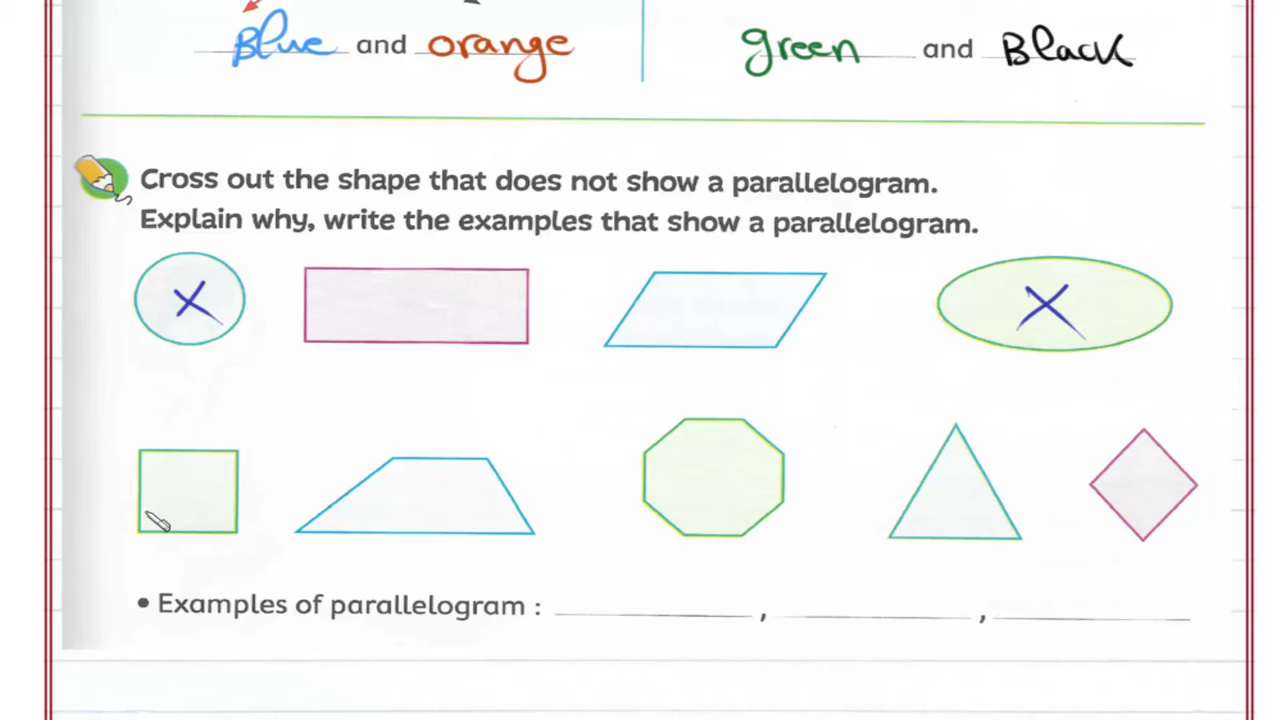 Blue and orange
green and Black
Cross out the shape that does not show a parallelogram.
Explain why, write the examples that show a parallelogram.
• Examples of parallelogram : , ,